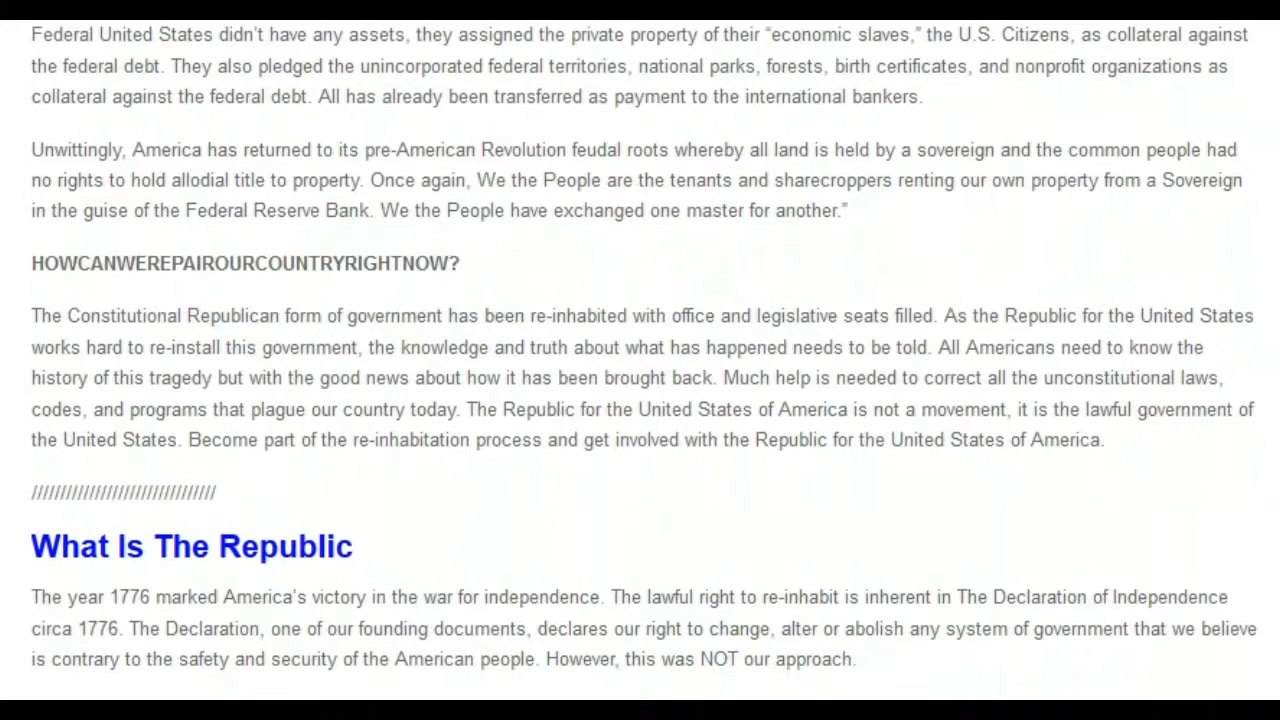 Federal United States didn’t have any assets, they assigned the private property of their “economic slaves,” the U.S. Citizens, as collateral against
the federal debt. They also pledged the unincorporated federal territories, national parks, forests, birth certificates, and nonprofit organizations as
collateral against the federal debt. All has already been transferred as payment to the international bankers.
Unwittingly, America has returned to its pre-American Revolution feudal roots whereby all land is held by a sovereign and the common people had
no rights to hold allodial title to property. Once again, We the People are the tenants and sharecroppers renting our own property from a Sovereign
in the guise of the Federal Reserve Bank. We the People have exchanged one master for another.”
HOWCANWEREPAIROURCOUNTRYRIGHTNOW?
The Constitutional Republican form of government has been re-inhabited with office and legislative seats filled. As the Republic for the United States
works hard to re-install this government, the knowledge and truth about what has happened needs to be told. All Americans need to know the
history of this tragedy but with the good news about how it has been brought back. Much help is needed to correct all the unconstitutional laws,
codes, and programs that plague our country today. The Republic for the United States of America is not a movement, it is the lawful government of
the United States. Become part of the re-inhabitation process and get involved with the Republic for the United States of America.
////////////////////////////////
What Is The Republic
The year 1776 marked America’s victory in the war for independence. The lawful right to re-inhabit is inherent in The Declaration of Independence
circa 1776. The Declaration, one of our founding documents, declares our right to change, alter or abolish any system of government that we believe
is contrary to the safety and security of the American people. However, this was NOT our approach.